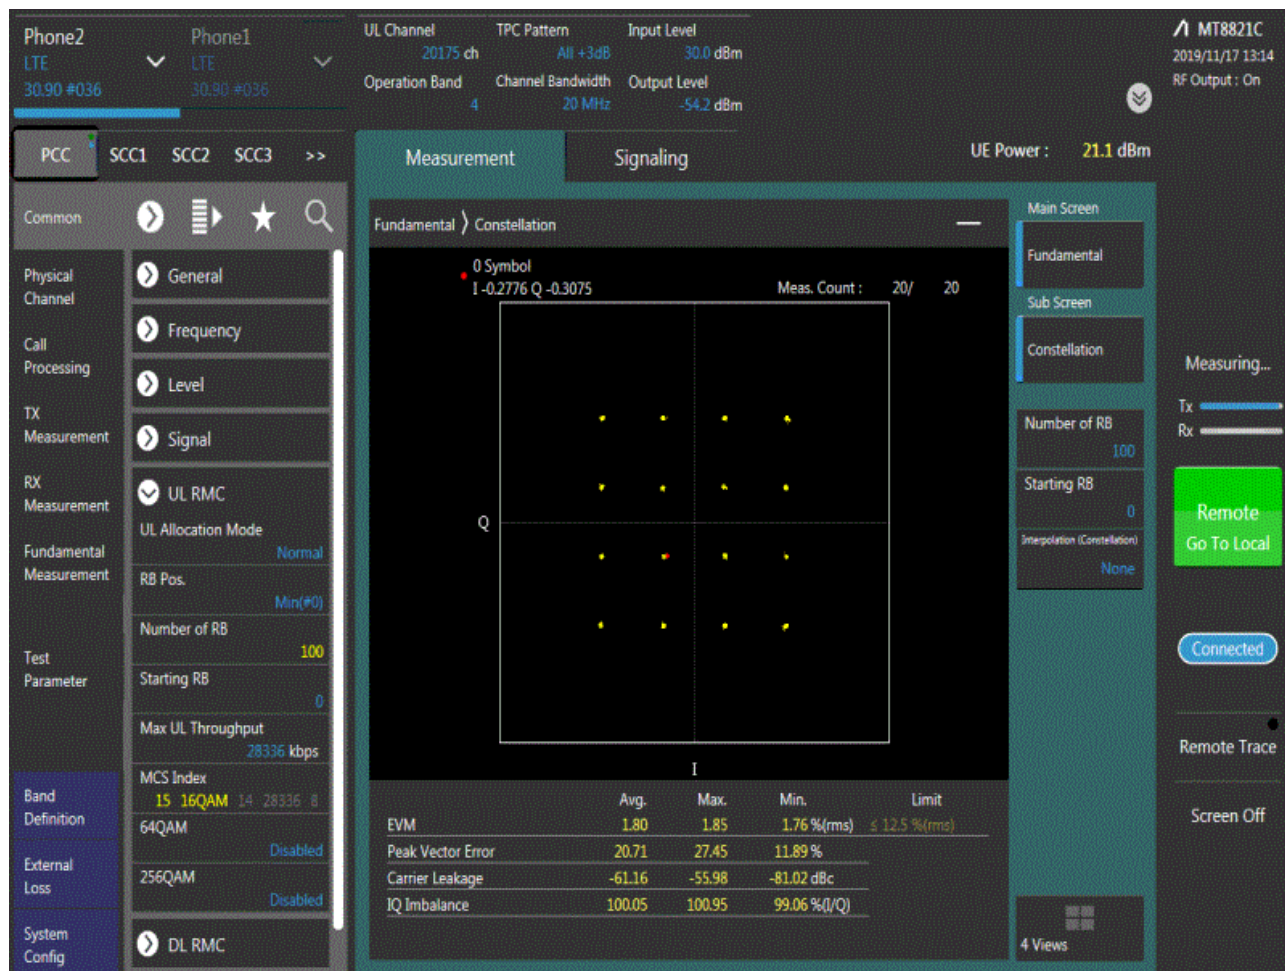 Phone2
LTE
30.90 #036
Phone1
LTE
30.90 #036
UL Channel
20175 ch
TPC Pattern
All +3dB
Input Level
30.0 dBm
Operation Band
4
Channel Bandwidth
20 MHz
Output Level
-54.2 dBm
MT8821C
2019/11/17 13:14
RF Output : On
PCC SCC1 SCC2 SCC3 >>
Measurement
Signaling
UE Power : 21.1 dBm
Common
Physical
Channel
Call
Processing
TX
Measurement
RX
Measurement
Fundamental
Measurement
Test
Parameter
Band
Definition
External
Loss
System
Config
General
Frequency
Level
Signal
UL RMC
UL Allocation Mode
Normal
RB Pos.
Min(#0)
Number of RB
100
Starting RB
0
Max UL Throughput
28336 kbps
MCS Index
15 16QAM 14 28336 8
64QAM
Disabled
256QAM
Disabled
DL RMC
Fundamental ⟩ Constellation
0 Symbol
I -0.2776 Q -0.3075
Meas. Count : 20/ 20
Q
I
Avg. Max. Min. Limit
EVM 1.80 1.85 1.76 %(rms) ≤ 12.5 %(rms)
Peak Vector Error 20.71 27.45 11.89 %
Carrier Leakage -61.16 -55.98 -81.02 dBc
IQ Imbalance 100.05 100.95 99.06 %(I/Q)
Main Screen
Fundamental
Sub Screen
Constellation
Number of RB
100
Starting RB
0
Interpolation (Constellation)
None
4 Views
Measuring...
Tx
Rx
Remote
Go To Local
Connected
Remote Trace
Screen Off